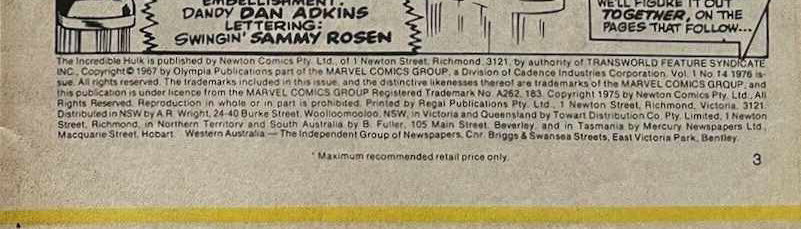 EMBELLISHMENT:
DANDY DAN ADKINS
LETTERING:
SWINGIN' SAMMY ROSEN
WE'LL FIGURE IT OUT
TOGETHER, ON THE
PAGES THAT FOLLOW...
The Incredible Hulk is published by Newton Comics Pty. Ltd., of 1 Newton Street, Richmond, 3121, by authority of TRANSWORLD FEATURE SYNDICATE
INC., Copyright © 1967 by Olympia Publications part of the MARVEL COMICS GROUP, a Division of Cadence Industries Corporation. Vol. 1 No 14 1976 is-
sue. All rights reserved. The trademarks included in this issue, and the distinctive likenesses thereof are trademarks of the MARVEL COMICS GROUP, and
this publication is under licence from the MARVEL COMICS GROUP Registered Trademark No. A262, 183. Copyright 1975 by Newton Comics Pty. Ltd., All
Rights Reserved. Reproduction in whole or in part is prohibited. Printed by Regal Publications Pty. Ltd., 1 Newton Street, Richmond, Victoria, 3121.
Distributed in NSW by A.R. Wright, 24-40 Burke Street, Woolloomooloo, NSW, in Victoria and Queensland by Towart Distribution Co. Pty. Limited, 1 Newton
Street, Richmond, in Northern Territory and South Australia by B. Fuller, 105 Main Street, Beverley, and in Tasmania by Mercury Newspapers Ltd.,
Macquarie Street, Hobart. Western Australia — The Independent Group of Newspapers, Cnr. Briggs & Swansea Streets, East Victoria Park, Bentley.
* Maximum recommended retail price only.
3